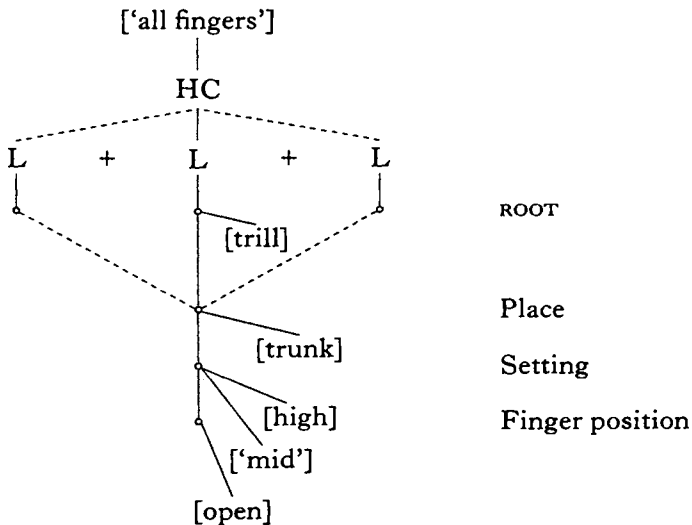 [‘all fingers’]
HC
L + L + L
ROOT
[trill]
Place
[trunk]
Setting
[high]
Finger position
[‘mid’]
[open]